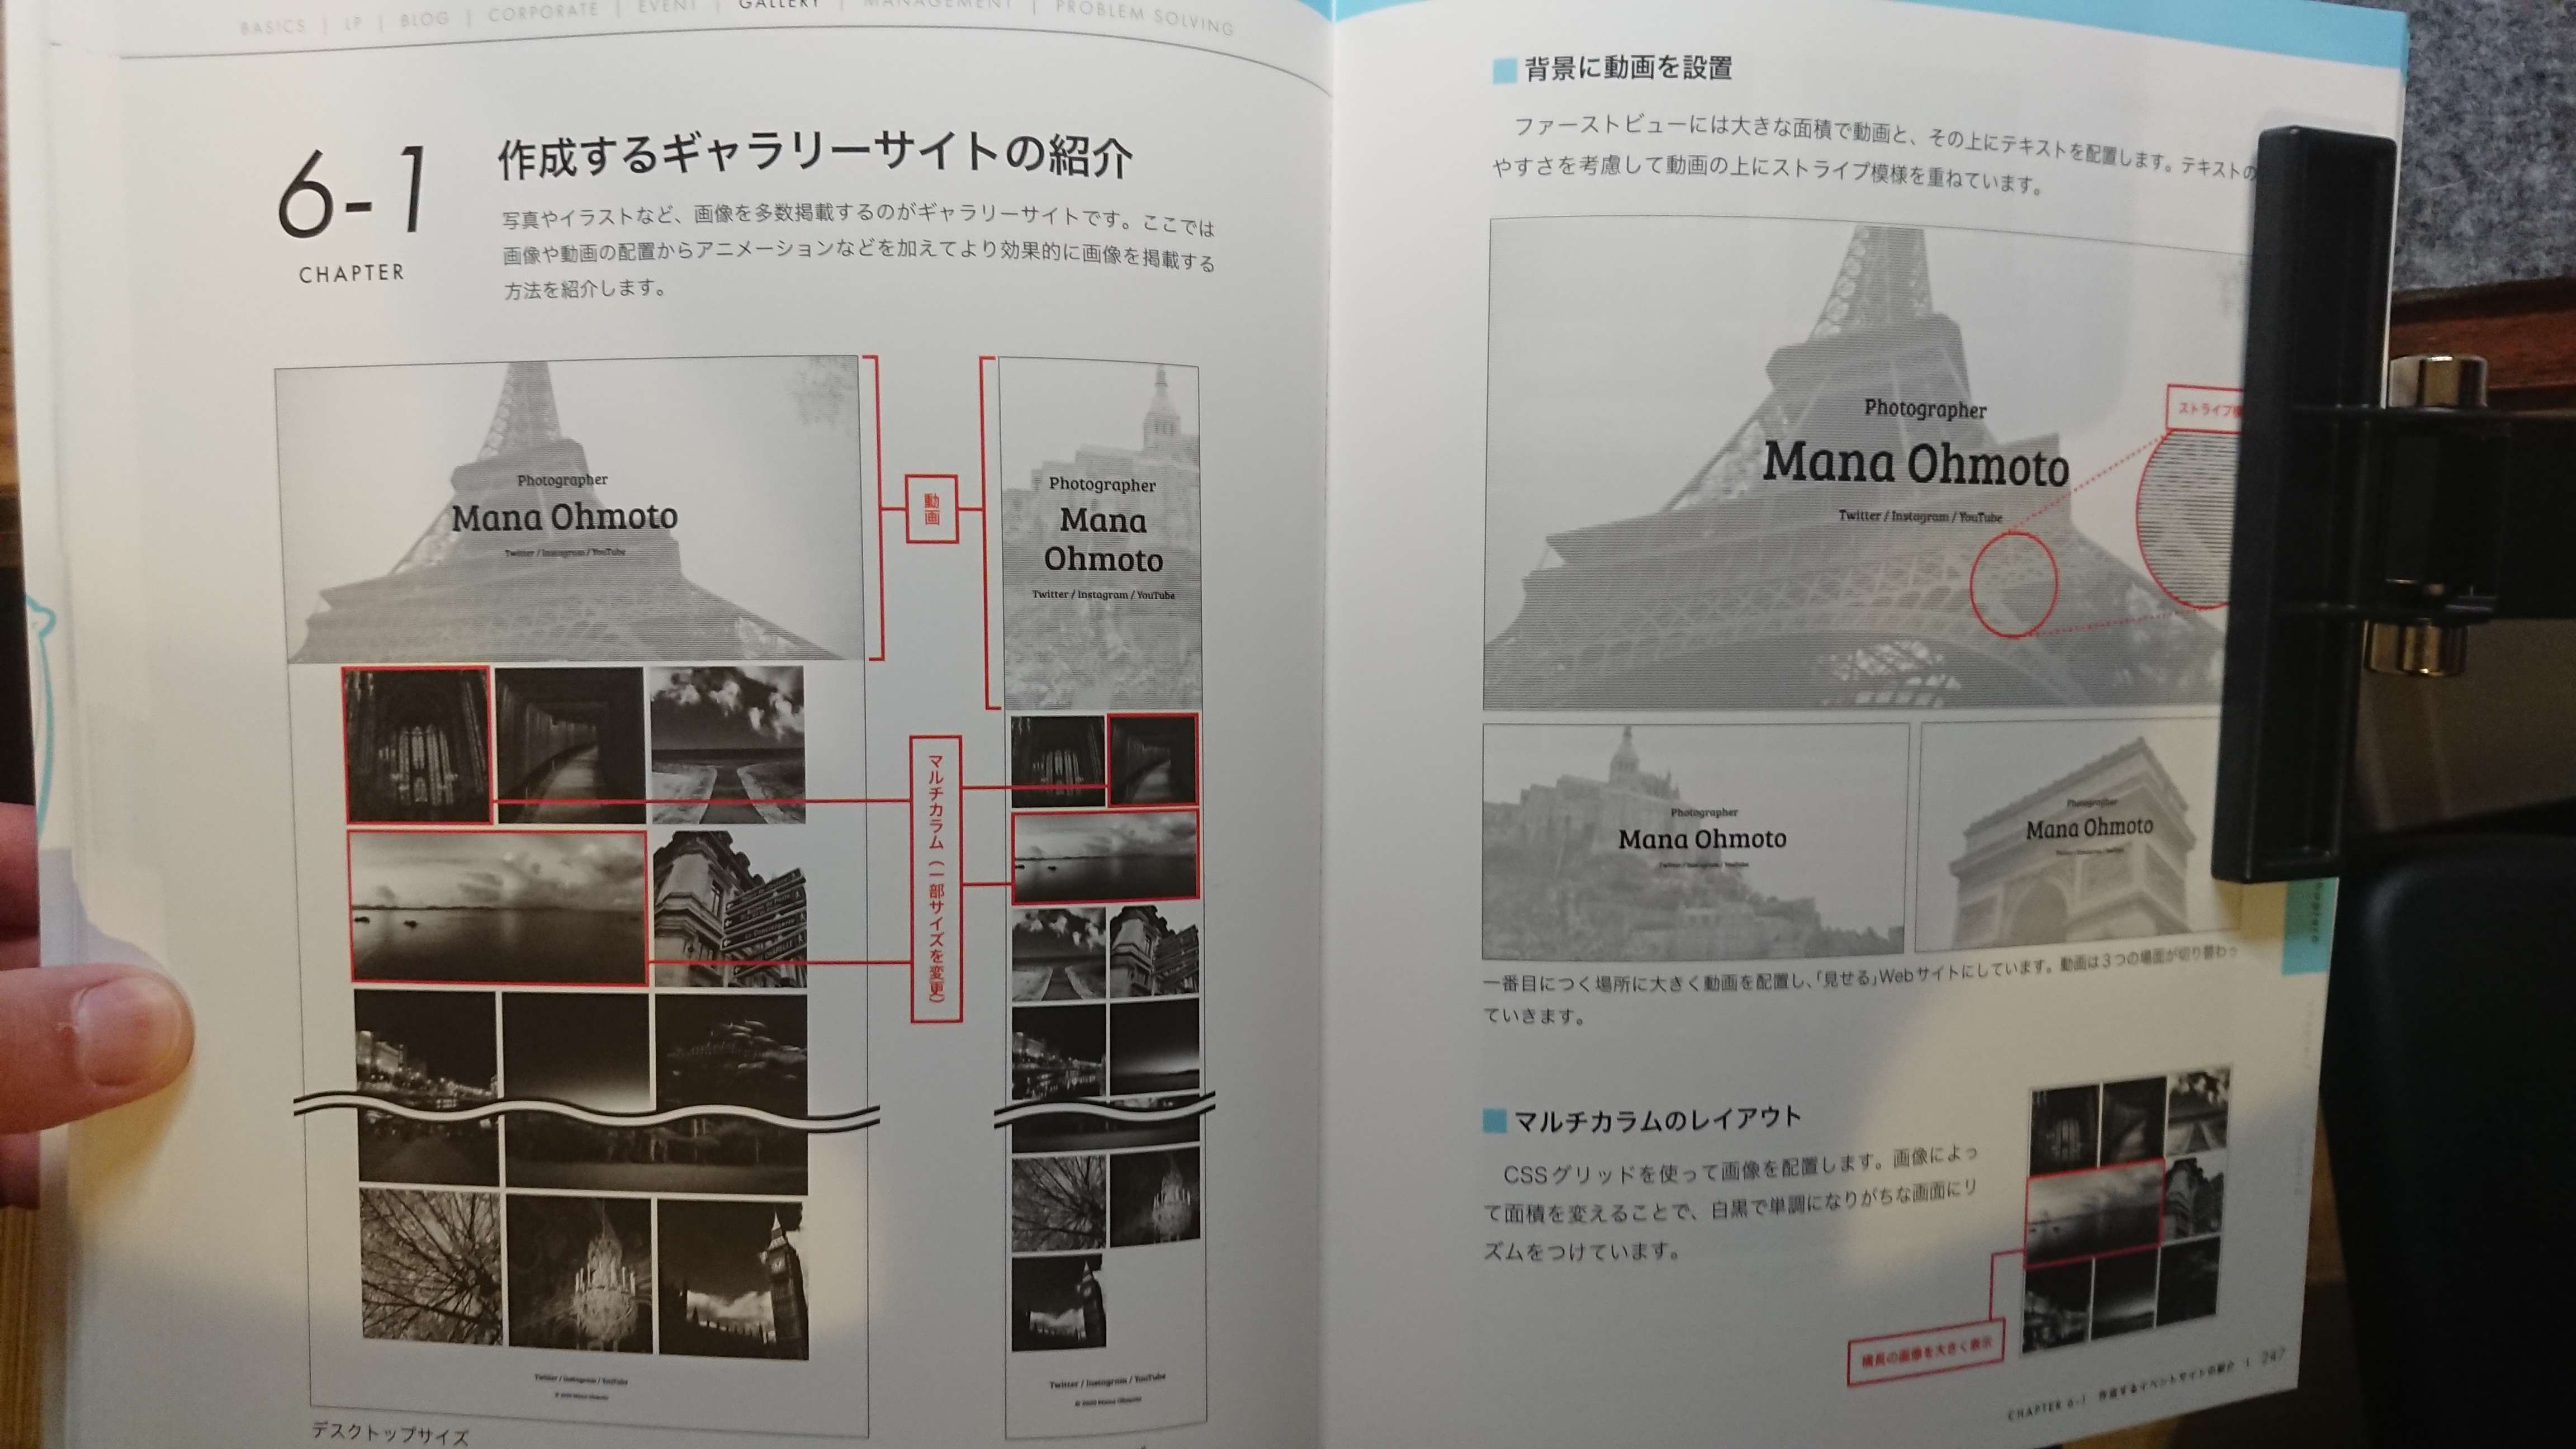 BASICS | LP | BLOG | CORPORATE | EVENT | GALLERY | MANAGEMENT | PROBLEM SOLVING
6-1
CHAPTER
作成するギャラリーサイトの紹介
写真やイラストなど、画像を多数掲載するのがギャラリーサイトです。ここでは
画像や動画の配置からアニメーションなどを加えてより効果的に画像を掲載する
方法を紹介します。
Photographer
Mana Ohmoto
Twitter / Instagram / YouTube
動画
Photographer
Mana
Ohmoto
Twitter / Instagram / YouTube
マルチカラム（一部サイズを変更）
Twitter / Instagram / YouTube
© 2020 Mana Ohmoto
Twitter / Instagram / YouTube
© 2020 Mana Ohmoto
デスクトップサイズ
背景に動画を設置
ファーストビューには大きな面積で動画と、その上にテキストを配置します。テキストの
やすさを考慮して動画の上にストライプ模様を重ねています。
Photographer
Mana Ohmoto
Twitter / Instagram / YouTube
ストライプ
Photographer
Mana Ohmoto
Twitter / Instagram / YouTube
Photographer
Mana Ohmoto
一番目につく場所に大きく動画を配置し、「見せる」Webサイトにしています。動画は3つの場面が切り替わっ
ていきます。
マルチカラムのレイアウト
CSSグリッドを使って画像を配置します。画像によっ
て面積を変えることで、白黒で単調になりがちな画面にリ
ズムをつけています。
横長の画像を大きく表示
CHAPTER 6-1 作成するイベントサイトの紹介 | 247